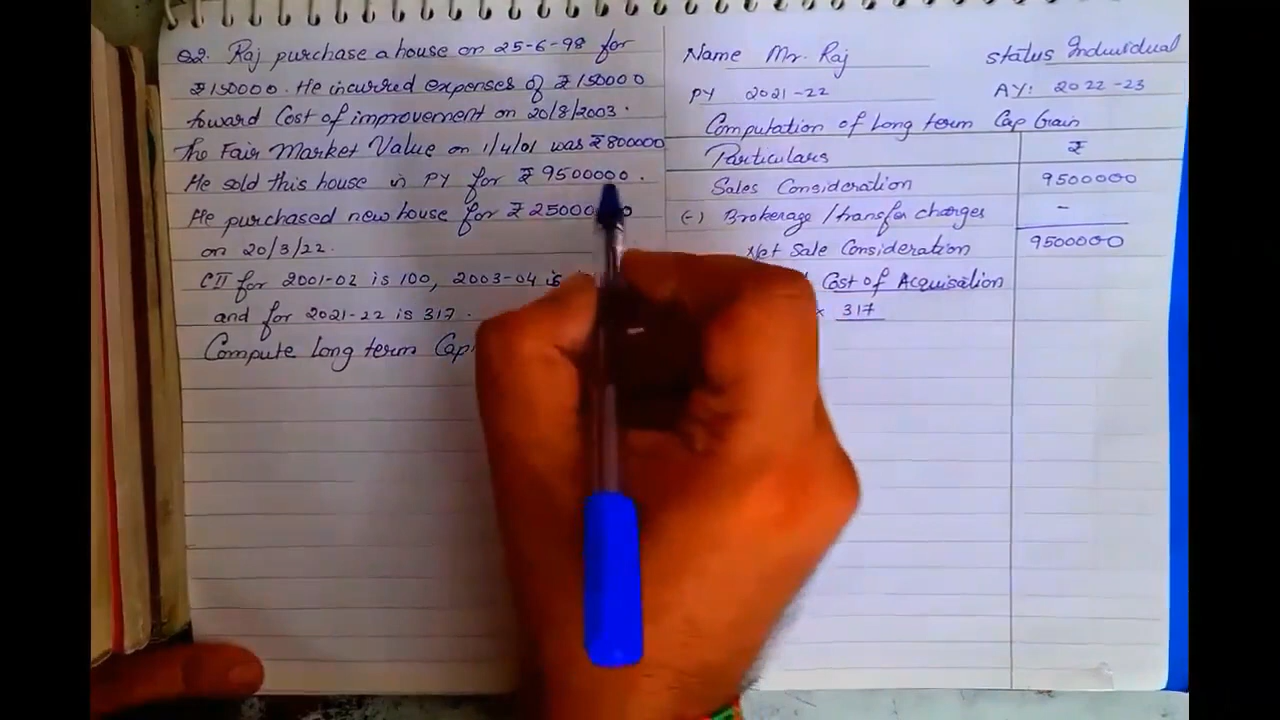 Q2. Raj purchase a house on 25-6-98 for
₹150000. He incurred expenses of ₹150000
toward Cost of improvement on 20/8/2003.
The Fair Market Value on 1/4/01 was ₹800000
He sold this house in PY for ₹ 9500000.
He purchased new house for ₹ 25000
on 20/3/22.
CII for 2001-02 is 100, 2003-04 is
and for 2021-22 is 317.
Compute Long term Cap
Name Mr. Raj Status Individual
PY 2021-22 AY: 2022-23
Computation of Long term Cap Gain
Particulars ₹
Sales Consideration 9500000
(-) Brokerage/transfer charges -
Net Sale Consideration 9500000
Cost of Acquisation
x 317